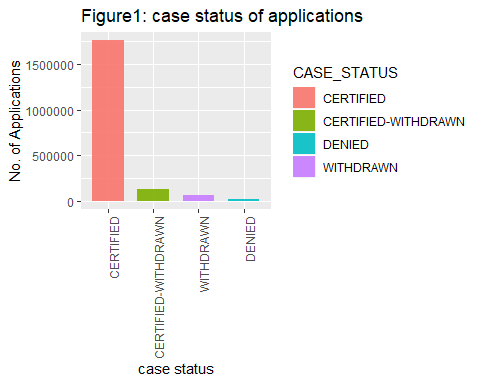 Figure1: case status of applications
No. of Applications
1500000
1000000
500000
0
CERTIFIED
CERTIFIED-WITHDRAWN
WITHDRAWN
DENIED
case status
CASE_STATUS
CERTIFIED
CERTIFIED-WITHDRAWN
DENIED
WITHDRAWN